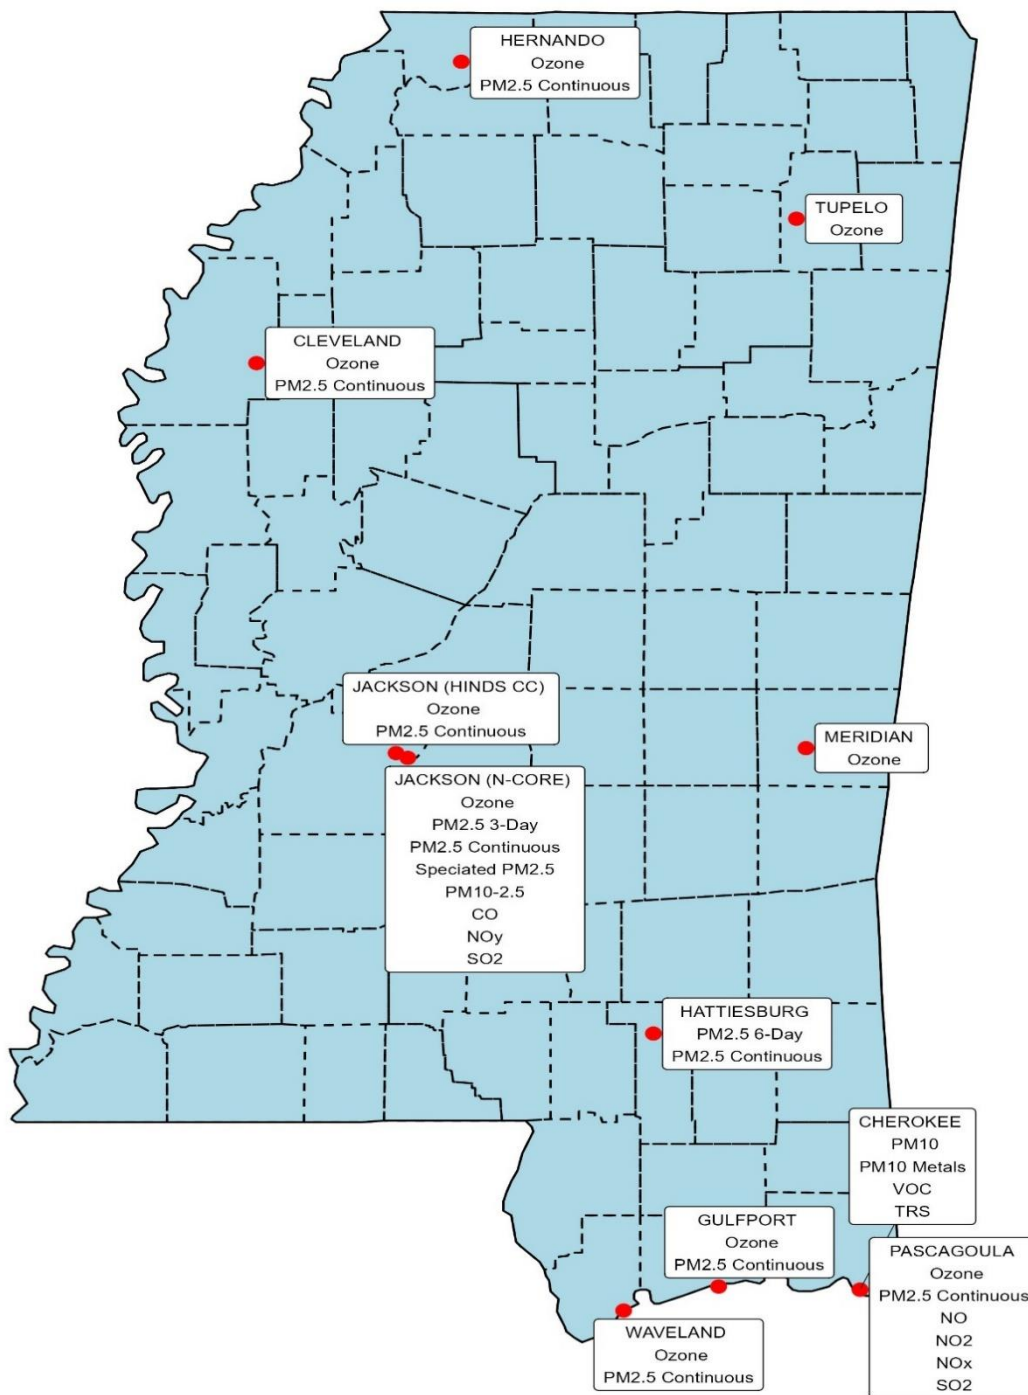 HERNANDO
Ozone
PM2.5 Continuous
TUPELO
Ozone
CLEVELAND
Ozone
PM2.5 Continuous
JACKSON (HINDS CC)
Ozone
PM2.5 Continuous
MERIDIAN
Ozone
JACKSON (N-CORE)
Ozone
PM2.5 3-Day
PM2.5 Continuous
Speciated PM2.5
PM10-2.5
CO
NOy
SO2
HATTIESBURG
PM2.5 6-Day
PM2.5 Continuous
CHEROKEE
PM10
PM10 Metals
VOC
TRS
GULFPORT
Ozone
PM2.5 Continuous
PASCAGOULA
Ozone
PM2.5 Continuous
NO
NO2
NOx
SO2
WAVELAND
Ozone
PM2.5 Continuous